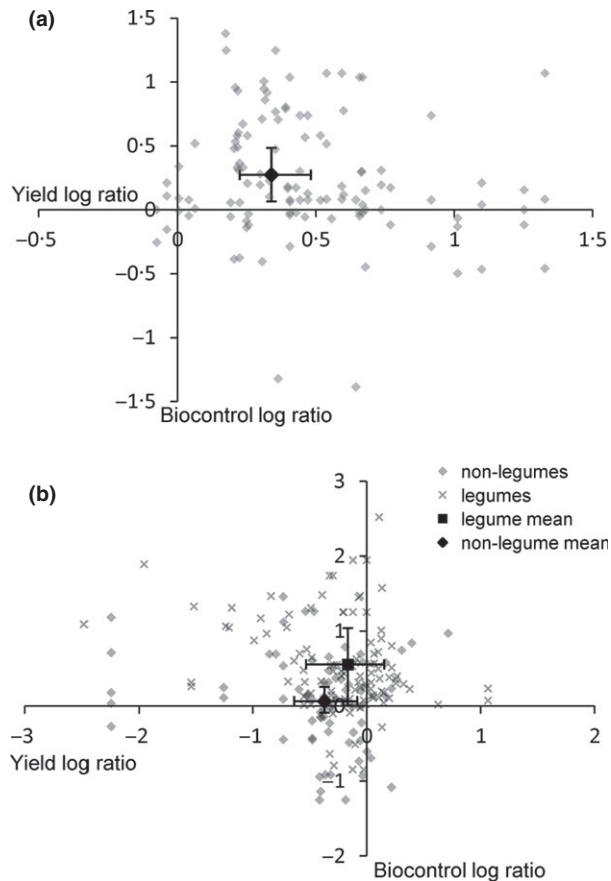 (a)
1·5
1
0·5
Yield log ratio
0
−0·5
0
0·5
1
1·5
−0·5
−1
−1·5
Biocontrol log ratio
(b)
3
non-legumes
legumes
legume mean
non-legume mean
2
1
0
−3
−2
−1
0
1
2
Yield log ratio
−1
−2
Biocontrol log ratio